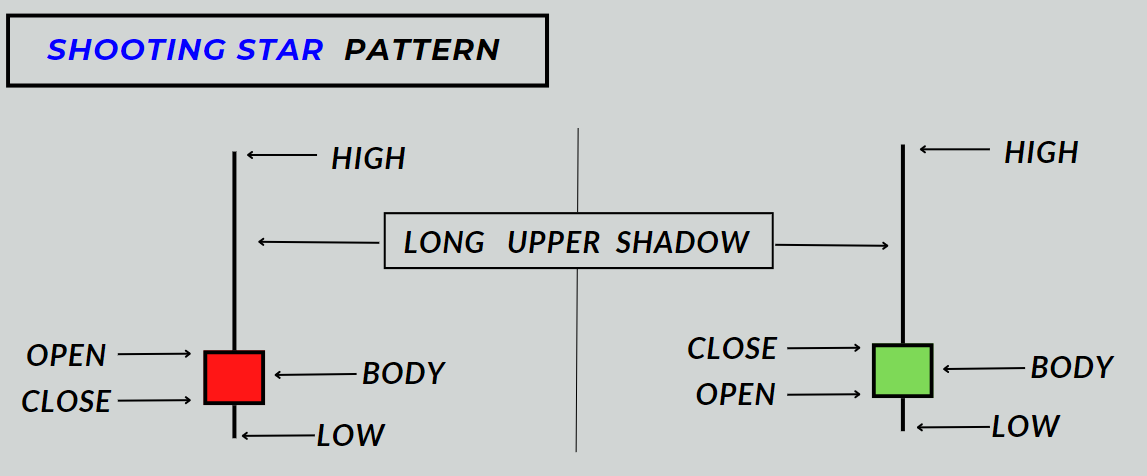 SHOOTING STAR PATTERN
HIGH
HIGH
LONG UPPER SHADOW
OPEN
CLOSE
BODY
LOW
CLOSE
OPEN
BODY
LOW